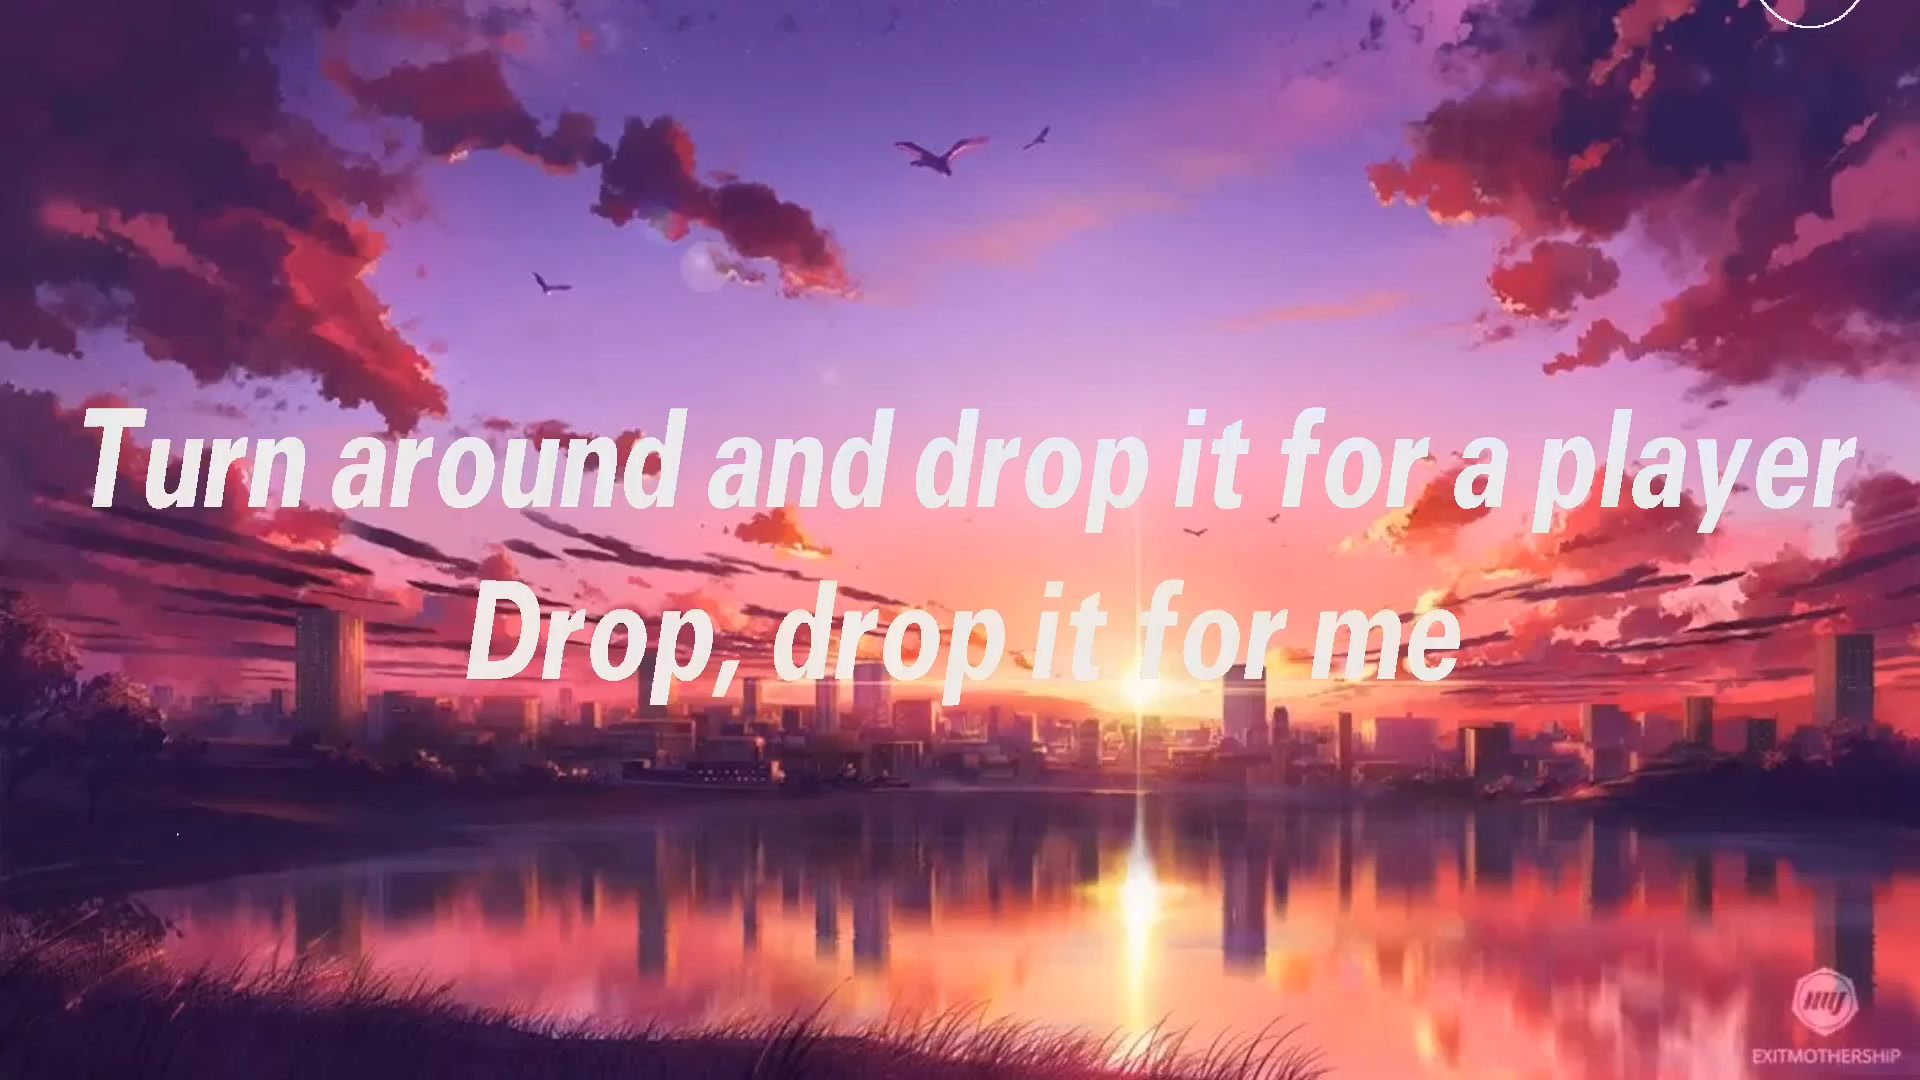 Turn around and drop it for a player
Drop, drop it for me
EXITMOTHERSHIP